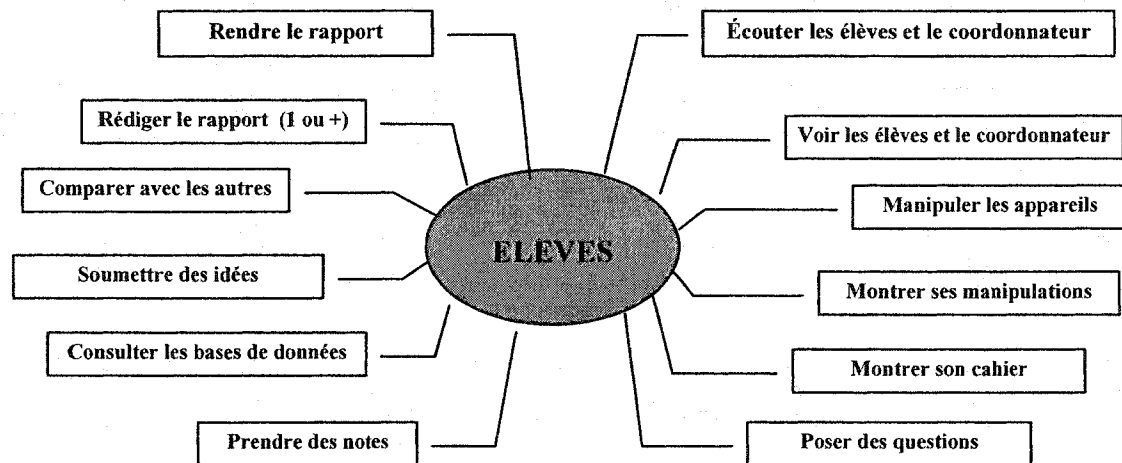 Rendre le rapport
Écouter les élèves et le coordonnateur
Rédiger le rapport (1 ou +)
Voir les élèves et le coordonnateur
Comparer avec les autres
Manipuler les appareils
ELEVES
Soumettre des idées
Montrer ses manipulations
Consulter les bases de données
Montrer son cahier
Prendre des notes
Poser des questions